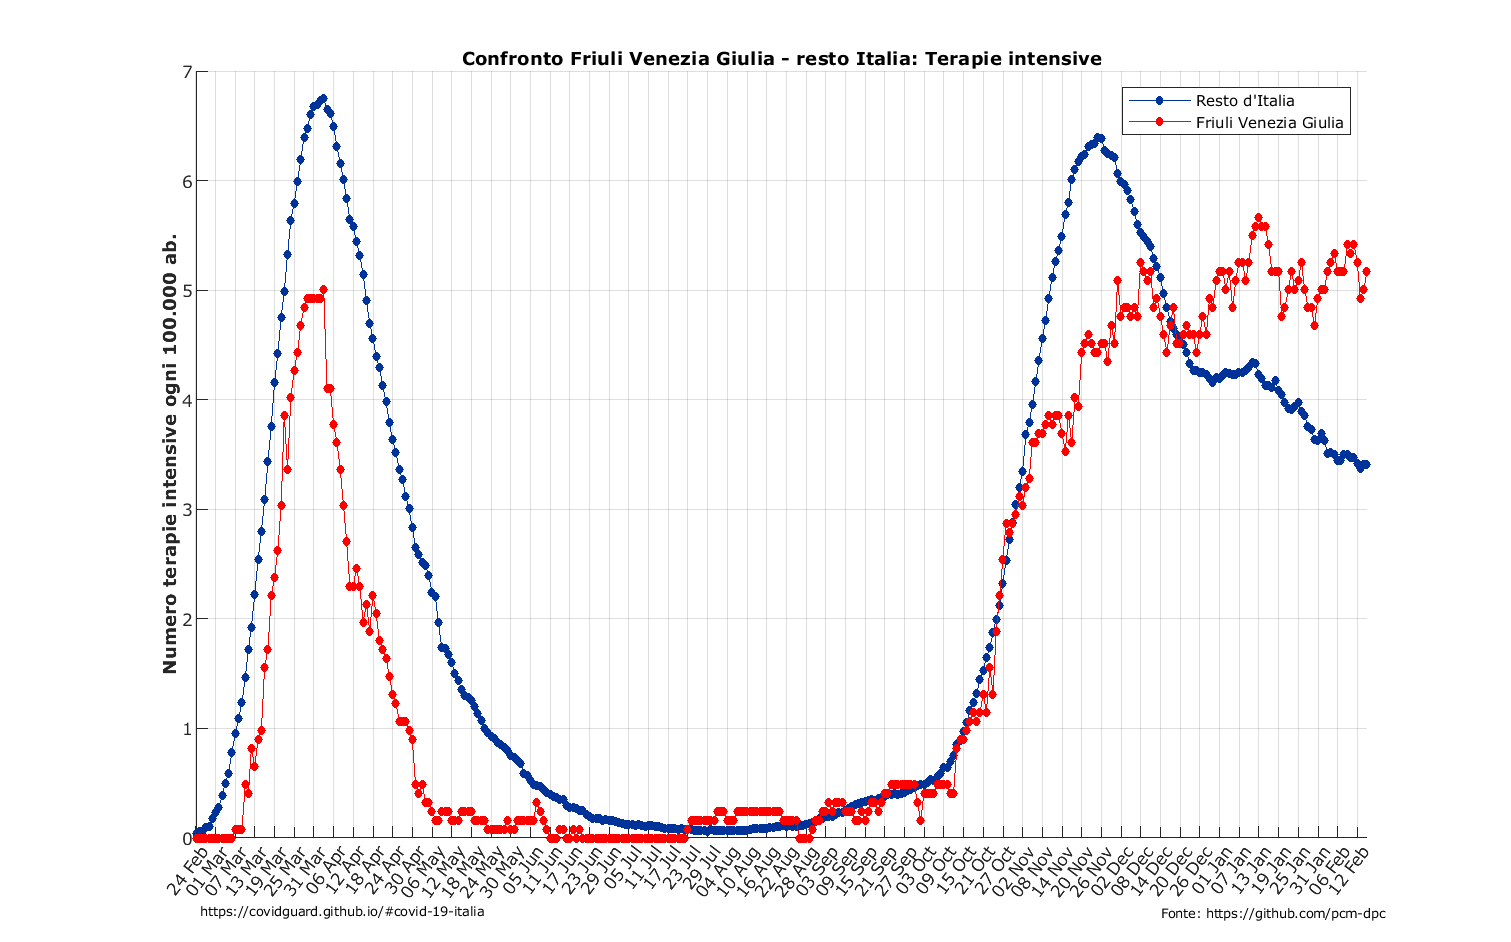 Confronto Friuli Venezia Giulia - resto Italia: Terapie intensive
Resto d'Italia
Friuli Venezia Giulia
Numero terapie intensive ogni 100.000 ab.
7
6
5
4
3
2
1
0
24 Feb
01 Mar
07 Mar
13 Mar
19 Mar
25 Mar
31 Mar
06 Apr
12 Apr
18 Apr
24 Apr
30 Apr
06 May
12 May
18 May
24 May
30 May
05 Jun
11 Jun
17 Jun
23 Jun
29 Jun
05 Jul
11 Jul
17 Jul
23 Jul
29 Jul
04 Aug
10 Aug
16 Aug
22 Aug
28 Aug
03 Sep
09 Sep
15 Sep
21 Sep
27 Sep
03 Oct
09 Oct
15 Oct
21 Oct
27 Oct
02 Nov
08 Nov
14 Nov
20 Nov
26 Nov
02 Dec
08 Dec
14 Dec
20 Dec
26 Dec
01 Jan
07 Jan
13 Jan
19 Jan
25 Jan
31 Jan
06 Feb
12 Feb
https://covidguard.github.io/#covid-19-italia
Fonte: https://github.com/pcm-dpc